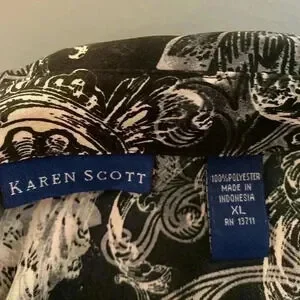 KAREN SCOTT
100%POLYESTER
MADE IN
INDONESIA
XL
RN 13711